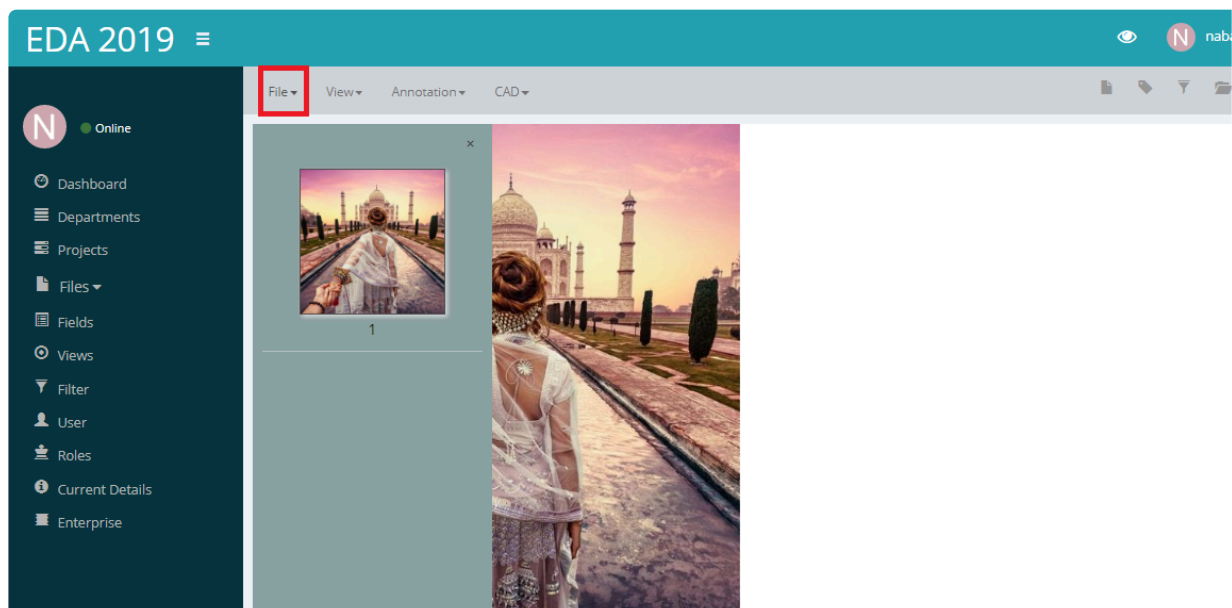 EDA 2019
N naba
File View Annotation CAD
N Online
Dashboard
Departments
Projects
Files
Fields
Views
Filter
User
Roles
Current Details
Enterprise
×
1